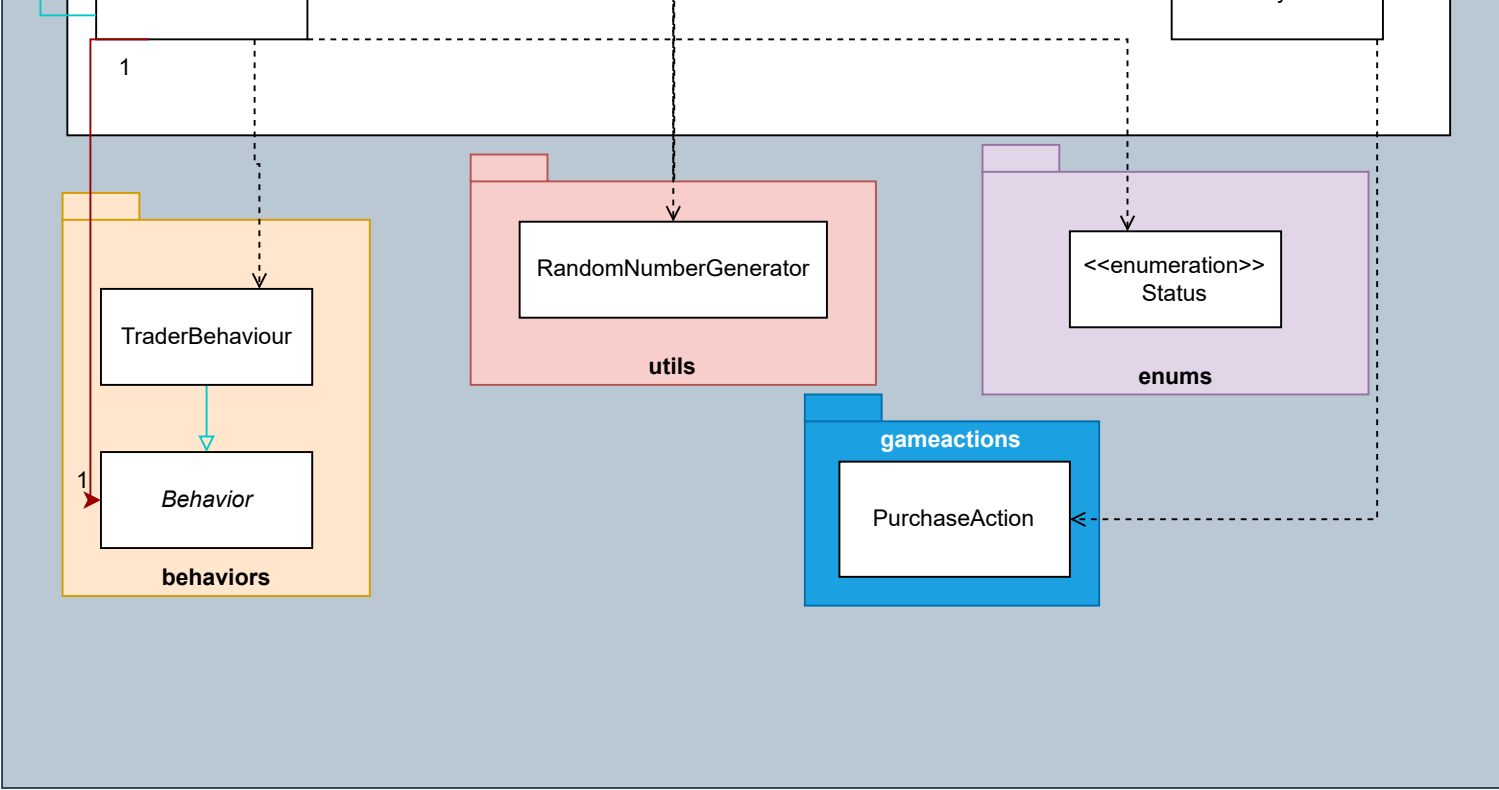 1
RandomNumberGenerator
<<enumeration>>
Status
TraderBehaviour
utils
enums
gameactions
1
Behavior
PurchaseAction
behaviors